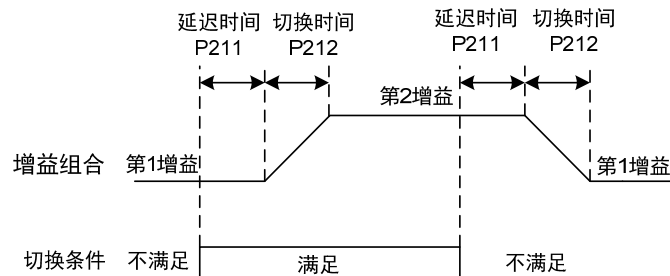 延迟时间 切换时间 延迟时间 切换时间
P211 P212 P211 P212
第2增益
增益组合 第1增益 第1增益
切换条件 不满足 满足 不满足